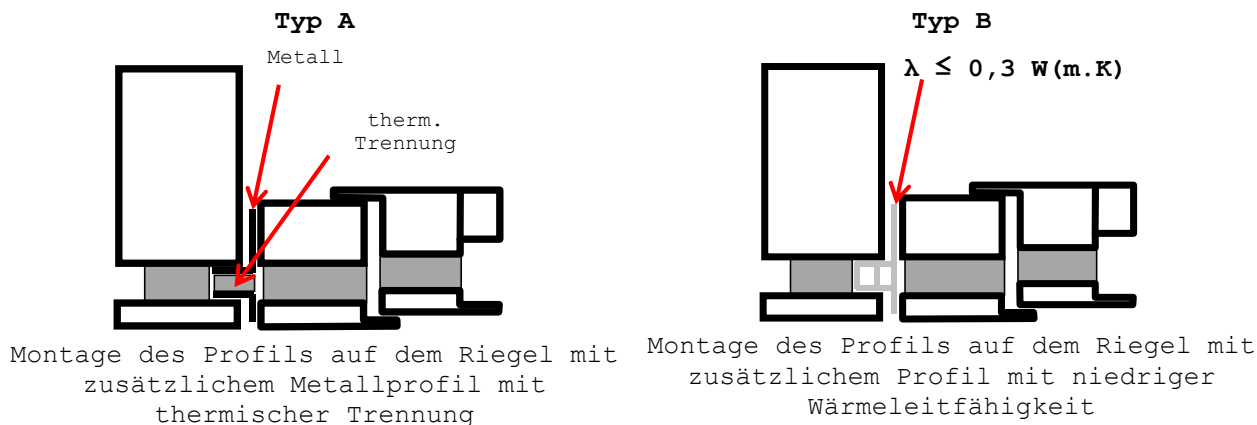 Typ A
Metall
therm.
Trennung
Montage des Profils auf dem Riegel mit
zusätzlichem Metallprofil mit
thermischer Trennung
Typ B
λ ≤ 0,3 W(m.K)
Montage des Profils auf dem Riegel mit
zusätzlichem Profil mit niedriger
Wärmeleitfähigkeit